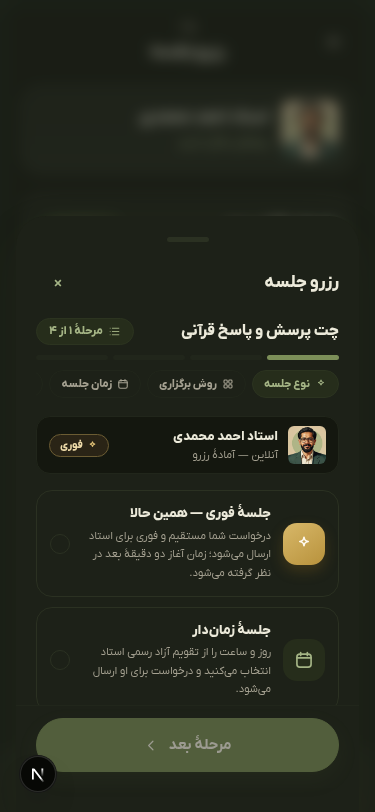 رزرو جلسه
×
چت پرسش و پاسخ قرآنی
مرحلهٔ ۱ از ۴
نوع جلسه
روش برگزاری
زمان جلسه
استاد احمد محمدی
آنلاین — آمادهٔ رزرو
فوری
جلسهٔ فوری — همین حالا
درخواست شما مستقیم و فوری برای استاد
ارسال می‌شود؛ زمان آغاز دو دقیقهٔ بعد در
نظر گرفته می‌شود.
جلسهٔ زمان‌دار
روز و ساعت را از تقویم آزاد رسمی استاد
انتخاب می‌کنید و درخواست برای او ارسال
می‌شود.
مرحلهٔ بعد
N